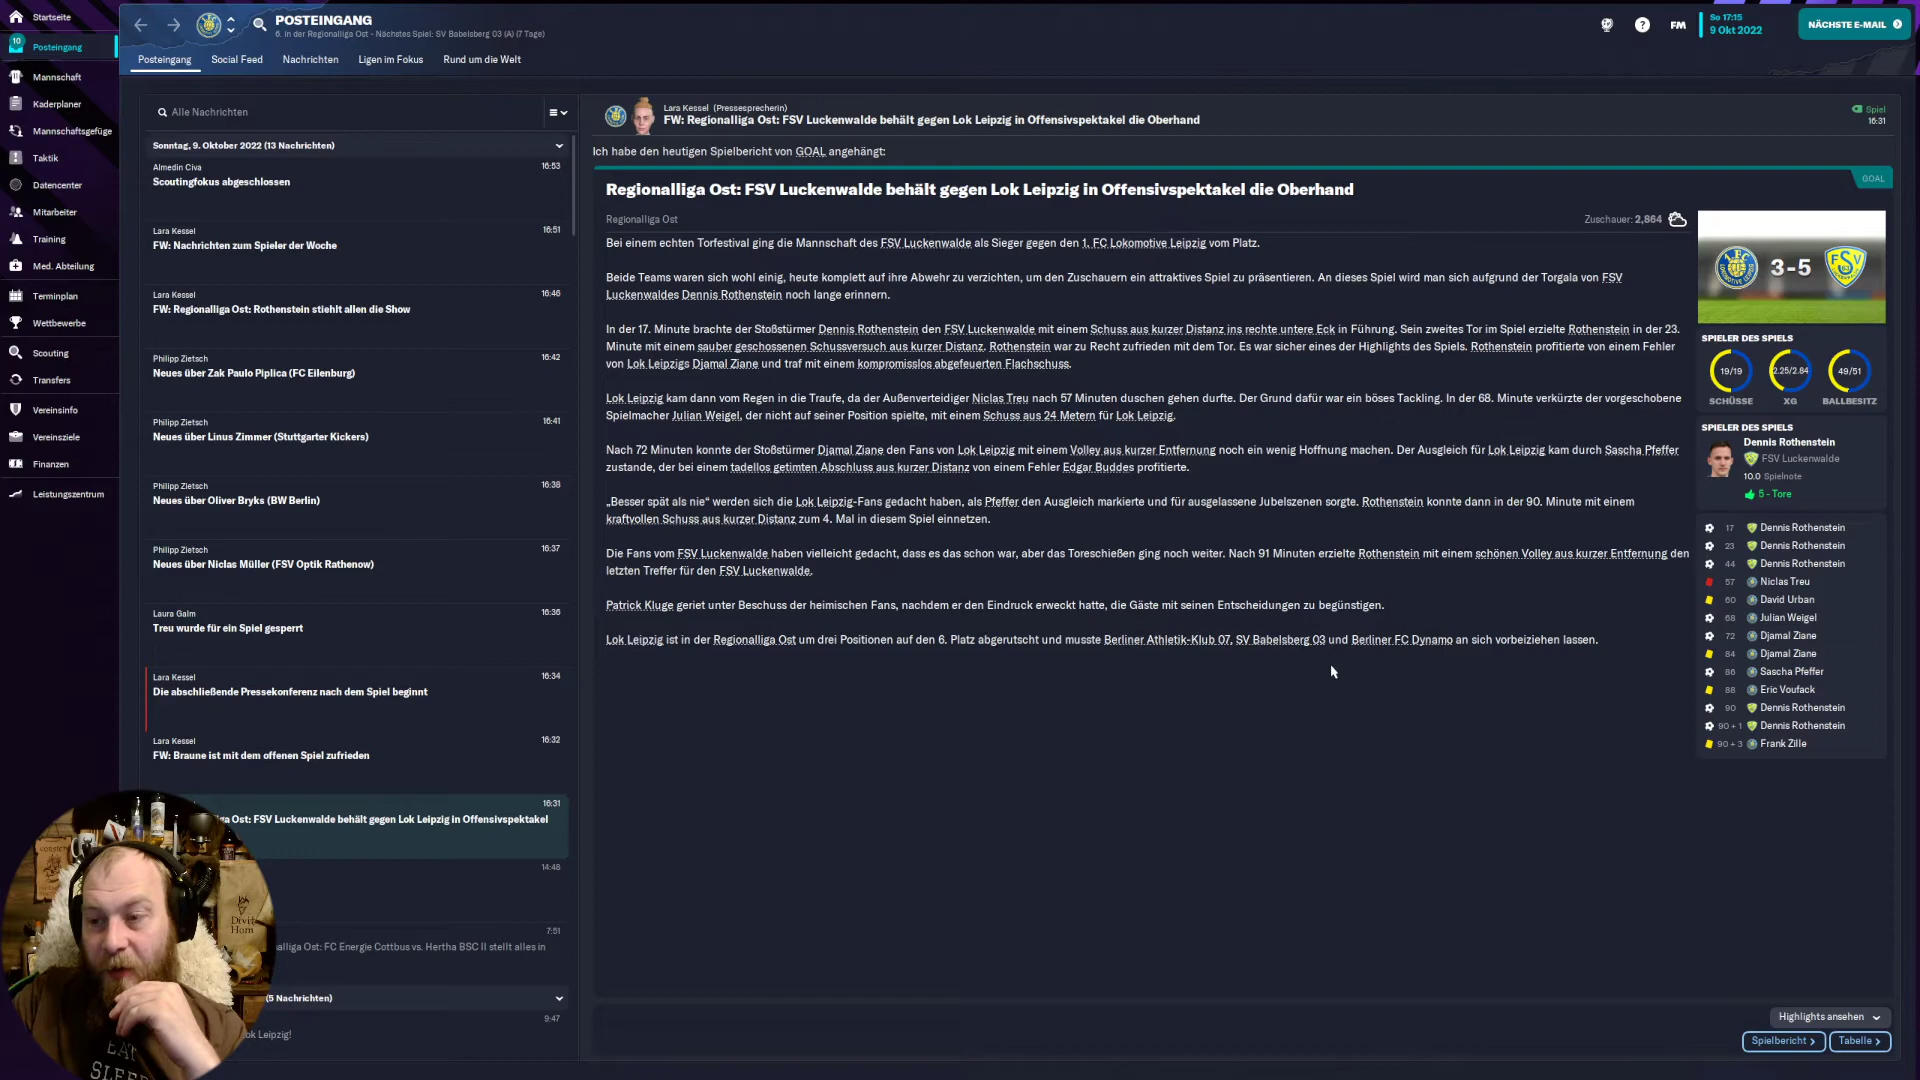 Startseite
10
Posteingang
Mannschaft
Kaderplaner
Mannschaftsgefüge
Taktik
Datencenter
Mitarbeiter
Training
Med. Abteilung
Terminplan
Wettbewerbe
Scouting
Transfers
Vereinsinfo
Vereinsziele
Finanzen
Leistungszentrum
POSTEINGANG
6. in der Regionalliga Ost - Nächstes Spiel: SV Babelsberg 03 (A) (7 Tage)
FM
So 17:15
9 Okt 2022
NÄCHSTE E-MAIL
Posteingang Social Feed Nachrichten Ligen im Fokus Rund um die Welt
Alle Nachrichten
Sonntag, 9. Oktober 2022 (13 Nachrichten)
Almedin Civa 16:53
Scoutingfokus abgeschlossen
Lara Kessel 16:51
FW: Nachrichten zum Spieler der Woche
Lara Kessel 16:46
FW: Regionalliga Ost: Rothenstein stiehlt allen die Show
Philipp Zietsch 16:42
Neues über Zak Paulo Piplica (FC Eilenburg)
Philipp Zietsch 16:41
Neues über Linus Zimmer (Stuttgarter Kickers)
Philipp Zietsch 16:38
Neues über Oliver Bryks (BW Berlin)
Philipp Zietsch 16:37
Neues über Niclas Müller (FSV Optik Rathenow)
Laura Galm 16:36
Treu wurde für ein Spiel gesperrt
Lara Kessel 16:34
Die abschließende Pressekonferenz nach dem Spiel beginnt
Lara Kessel 16:32
FW: Braune ist mit dem offenen Spiel zufrieden
16:31
Ost: FSV Luckenwalde behält gegen Lok Leipzig in Offensivspektakel
14:48
7:51
Ost: FC Energie Cottbus vs. Hertha BSC II stellt alles in
(5 Nachrichten)
9:47
Leipzig!
EAT
SLEEP
Lara Kessel (Pressesprecherin)
FW: Regionalliga Ost: FSV Luckenwalde behält gegen Lok Leipzig in Offensivspektakel die Oberhand
Spiel
16:31
Ich habe den heutigen Spielbericht von GOAL angehängt:
GOAL
Regionalliga Ost: FSV Luckenwalde behält gegen Lok Leipzig in Offensivspektakel die Oberhand
Regionalliga Ost
Zuschauer: 2,864
Bei einem echten Torfestival ging die Mannschaft des FSV Luckenwalde als Sieger gegen den 1. FC Lokomotive Leipzig vom Platz.
Beide Teams waren sich wohl einig, heute komplett auf ihre Abwehr zu verzichten, um den Zuschauern ein attraktives Spiel zu präsentieren. An dieses Spiel wird man sich aufgrund der Torgala von FSV
Luckenwaldes Dennis Rothenstein noch lange erinnern.
In der 17. Minute brachte der Stoßstürmer Dennis Rothenstein den FSV Luckenwalde mit einem Schuss aus kurzer Distanz ins rechte untere Eck in Führung. Sein zweites Tor im Spiel erzielte Rothenstein in der 23.
Minute mit einem sauber geschossenen Schussversuch aus kurzer Distanz. Rothenstein war zu Recht zufrieden mit dem Tor. Es war sicher eines der Highlights des Spiels. Rothenstein profitierte von einem Fehler
von Lok Leipzigs Djamal Ziane und traf mit einem kompromisslos abgefeuerten Flachschuss.
Lok Leipzig kam dann vom Regen in die Traufe, da der Außenverteidiger Niclas Treu nach 57 Minuten duschen gehen durfte. Der Grund dafür war ein böses Tackling. In der 68. Minute verkürzte der vorgeschobene
Spielmacher Julian Weigel, der nicht auf seiner Position spielte, mit einem Schuss aus 24 Metern für Lok Leipzig.
Nach 72 Minuten konnte der Stoßstürmer Djamal Ziane den Fans von Lok Leipzig mit einem Volley aus kurzer Entfernung noch ein wenig Hoffnung machen. Der Ausgleich für Lok Leipzig kam durch Sascha Pfeffer
zustande, der bei einem tadellos getimten Abschluss aus kurzer Distanz von einem Fehler Edgar Buddes profitierte.
„Besser spät als nie“ werden sich die Lok Leipzig-Fans gedacht haben, als Pfeffer den Ausgleich markierte und für ausgelassene Jubelszenen sorgte. Rothenstein konnte dann in der 90. Minute mit einem
kraftvollen Schuss aus kurzer Distanz zum 4. Mal in diesem Spiel einnetzen.
Die Fans vom FSV Luckenwalde haben vielleicht gedacht, dass es das schon war, aber das Toreschießen ging noch weiter. Nach 91 Minuten erzielte Rothenstein mit einem schönen Volley aus kurzer Entfernung den
letzten Treffer für den FSV Luckenwalde.
Patrick Kluge geriet unter Beschuss der heimischen Fans, nachdem er den Eindruck erweckt hatte, die Gäste mit seinen Entscheidungen zu begünstigen.
Lok Leipzig ist in der Regionalliga Ost um drei Positionen auf den 6. Platz abgerutscht und musste Berliner Athletik-Klub 07, SV Babelsberg 03 und Berliner FC Dynamo an sich vorbeiziehen lassen.
3-5
SPIELER DES SPIELS
19/19 2.25/2.84 49/51
SCHÜSSE XG BALLBESITZ
SPIELER DES SPIELS
Dennis Rothenstein
FSV Luckenwalde
10.0 Spielnote
5 - Tore
17 Dennis Rothenstein
23 Dennis Rothenstein
44 Dennis Rothenstein
57 Niclas Treu
60 David Urban
68 Julian Weigel
72 Djamal Ziane
84 Djamal Ziane
86 Sascha Pfeffer
88 Eric Voufack
90 Dennis Rothenstein
90 + 1 Dennis Rothenstein
90 + 3 Frank Zille
Highlights ansehen
Spielbericht
Tabelle